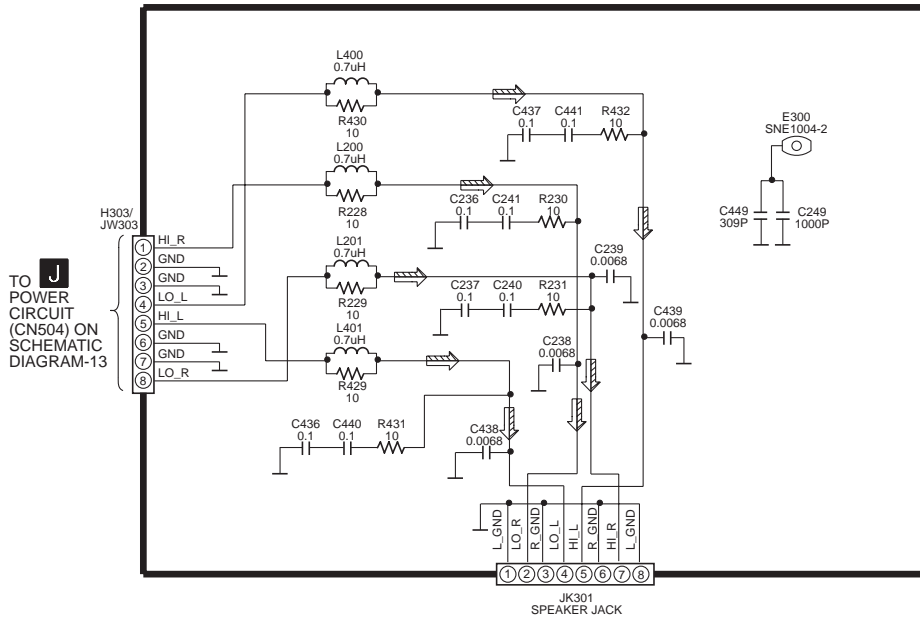 L400
0.7uH
R430
10
C437
0.1
C441
0.1
R432
10
E300
SNE1004-2
L200
0.7uH
R228
10
C236
0.1
C241
0.1
R230
10
C449
309P
C249
1000P
H303/
JW303
1 HI_R
2 GND
3 GND
4 LO_L
5 HI_L
6 GND
7 GND
8 LO_R
TO J
POWER
CIRCUIT
(CN504) ON
SCHEMATIC
DIAGRAM-13
L201
0.7uH
R229
10
C239
0.0068
C237
0.1
C240
0.1
R231
10
C439
0.0068
L401
0.7uH
R429
10
C238
0.0068
C436
0.1
C440
0.1
R431
10
C438
0.0068
L_GND
LO_R
R_GND
LO_L
HI_L
R_GND
HI_R
L_GND
1 2 3 4 5 6 7 8
JK301
SPEAKER JACK